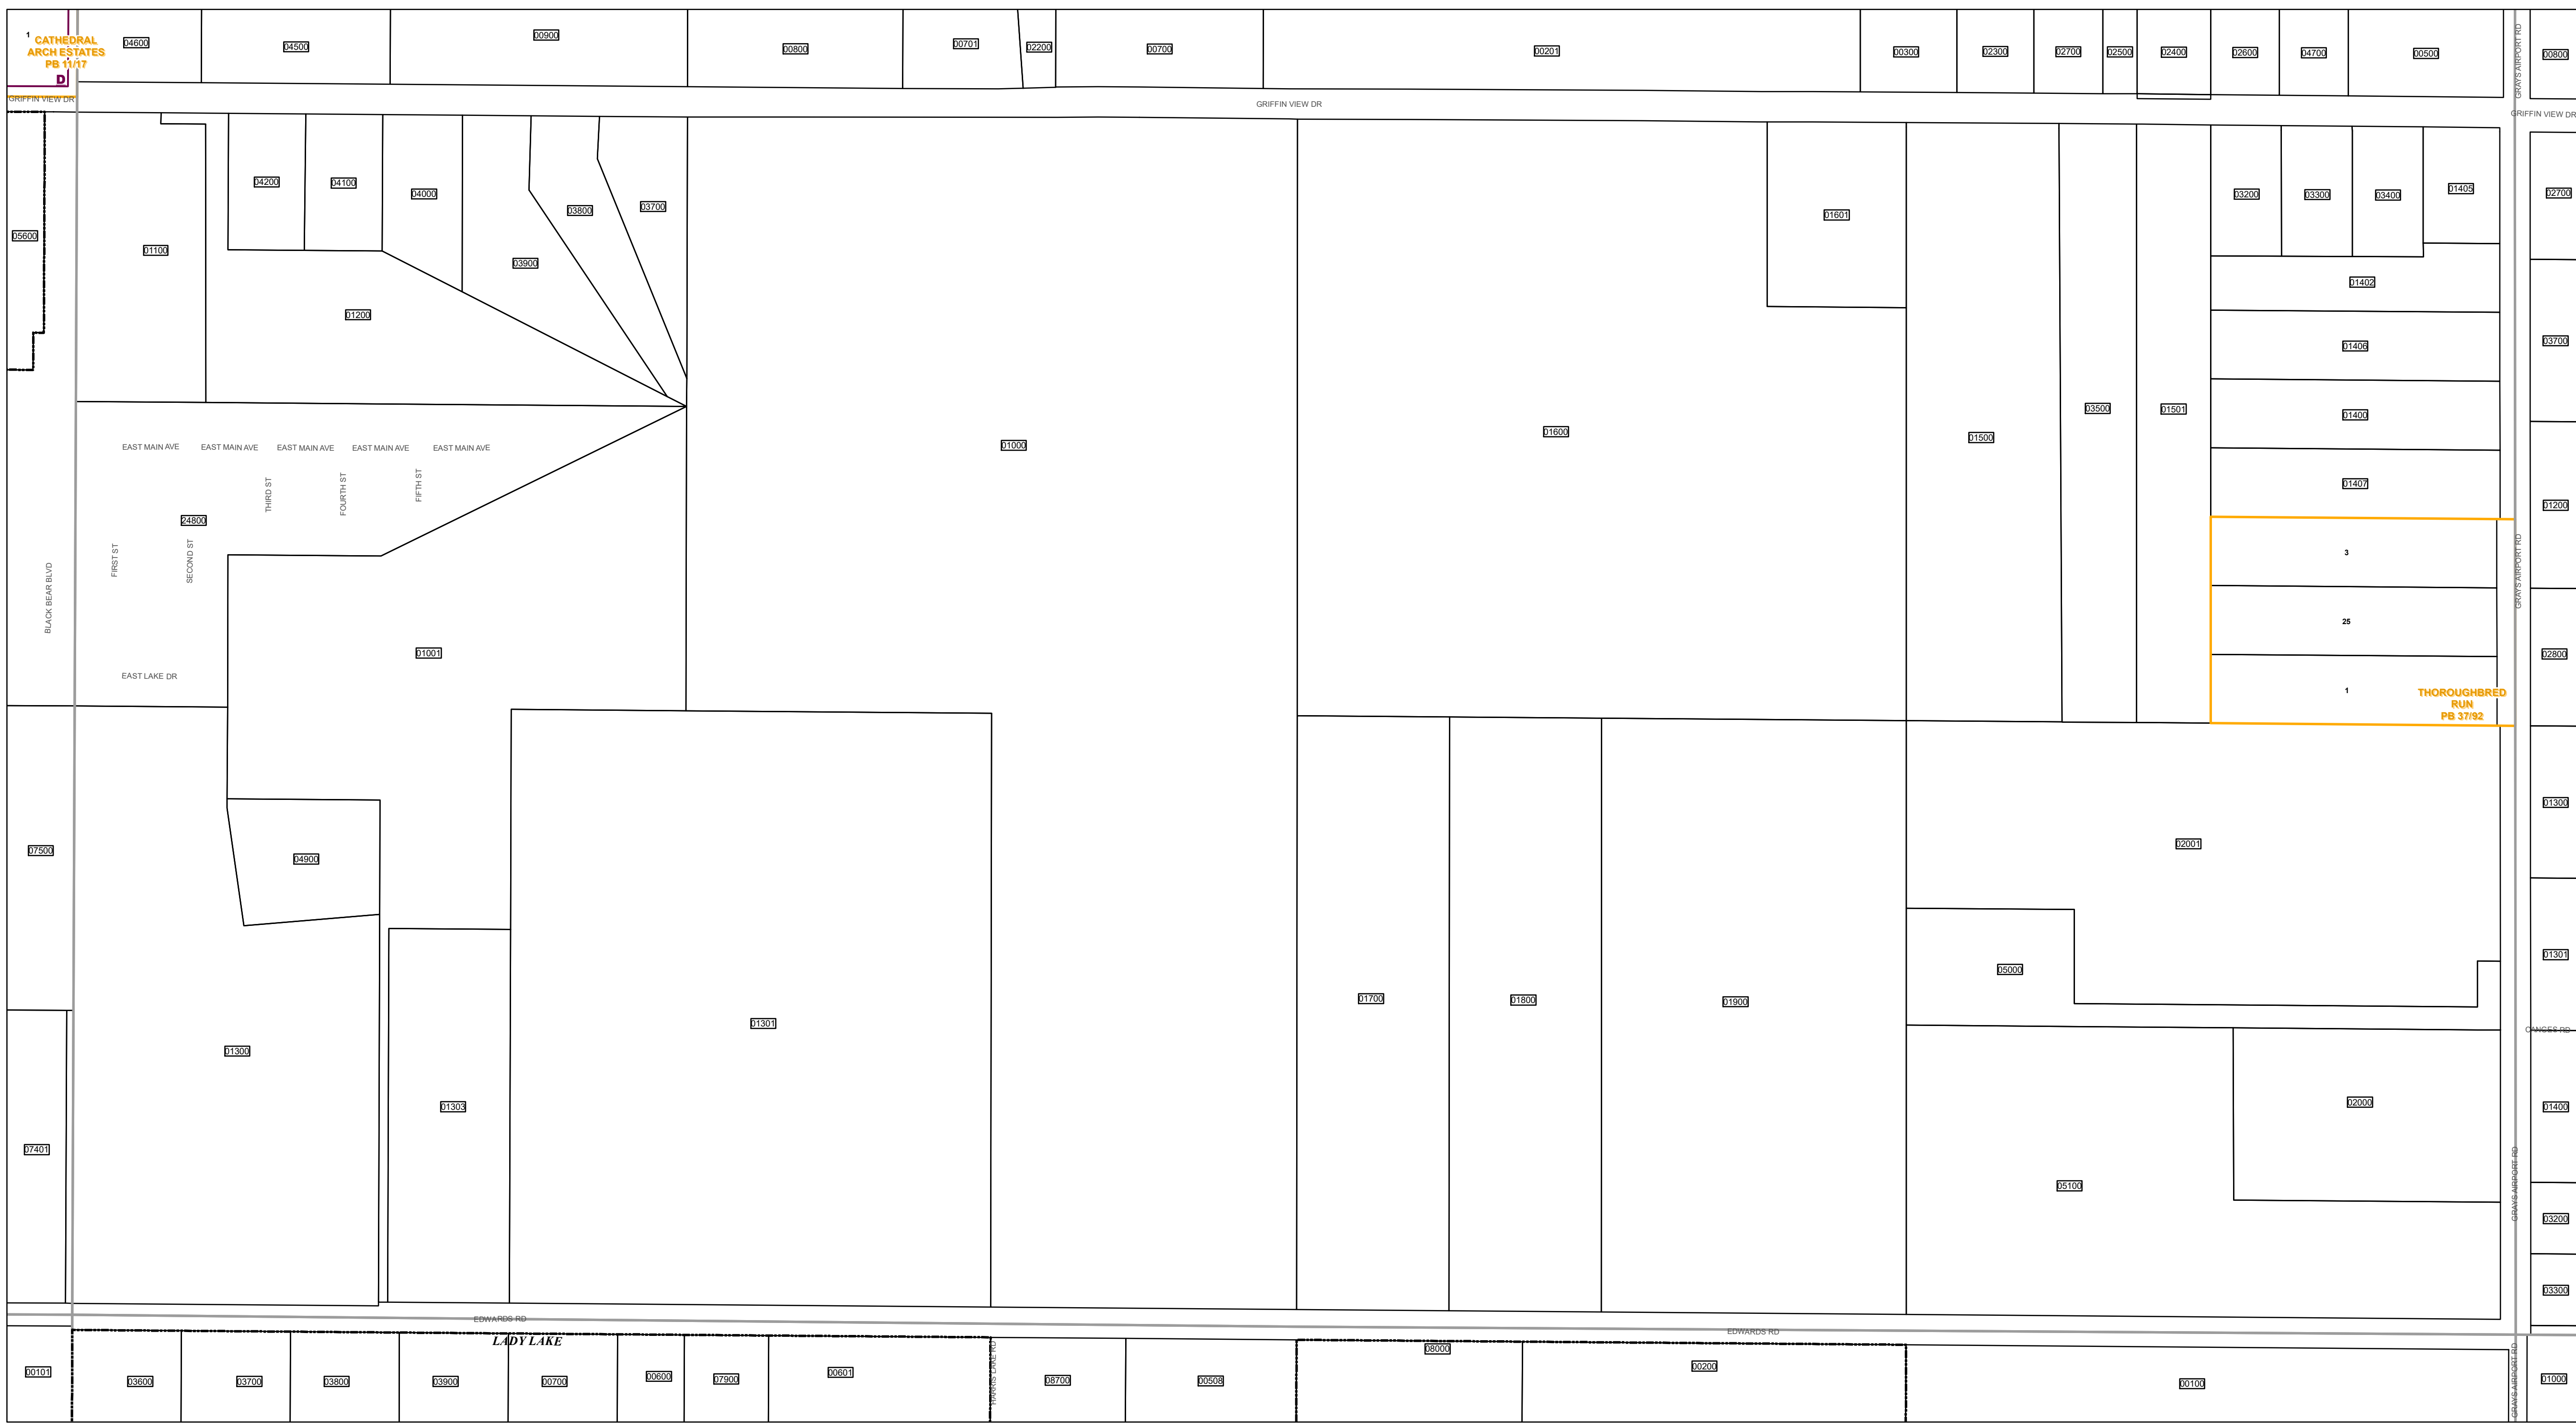 1
CATHEDRAL
ARCH ESTATES
PB 11/17
D
04600
04500
00900
00800
00701
02200
00700
00201
00300
02300
02700
02500
02400
02600
04700
00500
GRAYS AIRPORT RD
00800
GRIFFIN VIEW DR
GRIFFIN VIEW DR
GRIFFIN VIEW DR
05600
01100
04200
04100
04000
03900
03800
03700
01200
01601
03200
03300
03400
01405
02700
01402
01406
03700
01400
01407
01200
EAST MAIN AVE
EAST MAIN AVE
EAST MAIN AVE
EAST MAIN AVE
EAST MAIN AVE
THIRD ST
FOURTH ST
FIFTH ST
24800
FIRST ST
SECOND ST
BLACK BEAR BLVD
EAST LAKE DR
01001
01000
01600
01500
03500
01501
3
25
1
GRAYS AIRPORT RD
THOROUGHBRED
RUN
PB 37/92
02800
01300
02001
07500
04900
01301
05000
01700
01800
01900
01301
01300
01303
CANGES RD
02000
01400
07401
05100
GRAYS AIRPORT RD
03200
03300
EDWARDS RD
EDWARDS RD
LADY LAKE
00101
03600
03700
03800
03900
00700
00600
07900
00601
HARRIS LAKE RD
08700
00508
08000
00200
00100
GRAYS AIRPORT RD
01000